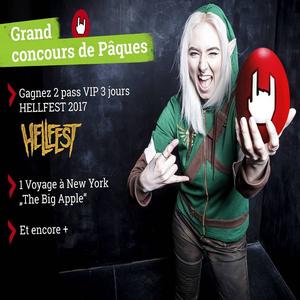 Grand
concours de Pâques
Gagnez 2 pass VIP 3 jours
HELLFEST 2017
HELLFEST
1 Voyage à New York
„The Big Apple“
Et encore +